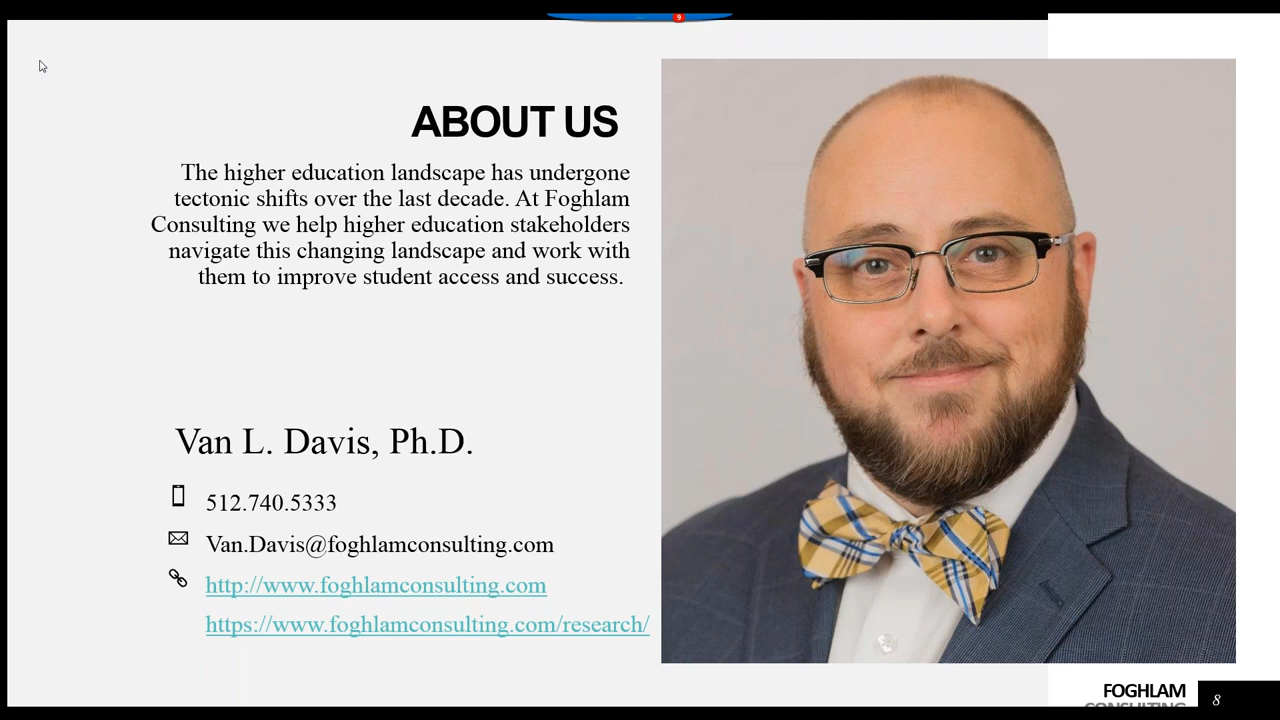 9
ABOUT US
The higher education landscape has undergone
tectonic shifts over the last decade. At Foghlam
Consulting we help higher education stakeholders
navigate this changing landscape and work with
them to improve student access and success.
Van L. Davis, Ph.D.
512.740.5333
Van.Davis@foghlamconsulting.com
http://www.foghlamconsulting.com
https://www.foghlamconsulting.com/research/
FOGHLAM
CONSULTING
8